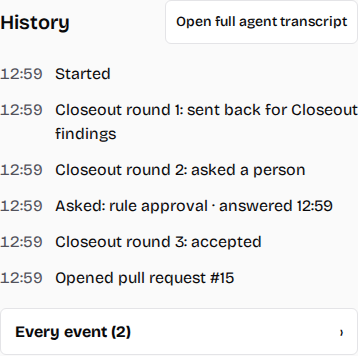 History
Open full agent transcript
12:59 Started
12:59 Closeout round 1: sent back for Closeout
findings
12:59 Closeout round 2: asked a person
12:59 Asked: rule approval · answered 12:59
12:59 Closeout round 3: accepted
12:59 Opened pull request #15
Every event (2) ›